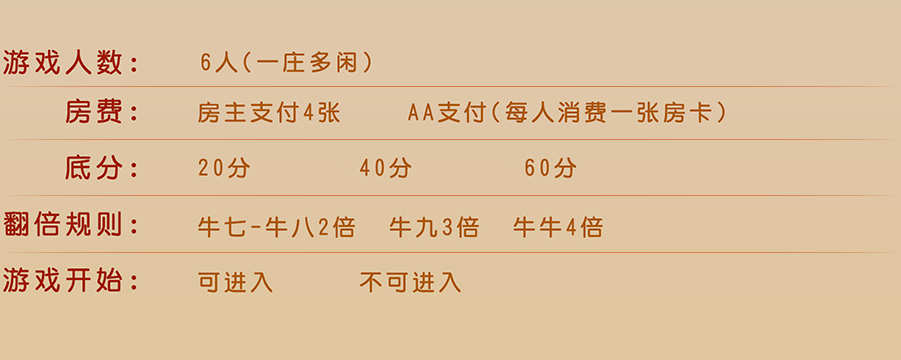 游戏人数: 6人(一庄多闲)
房费: 房主支付4张 AA支付(每人消费一张房卡)
底分: 20分 40分 60分
翻倍规则: 牛七-牛八2倍 牛九3倍 牛牛4倍
游戏开始: 可进入 不可进入